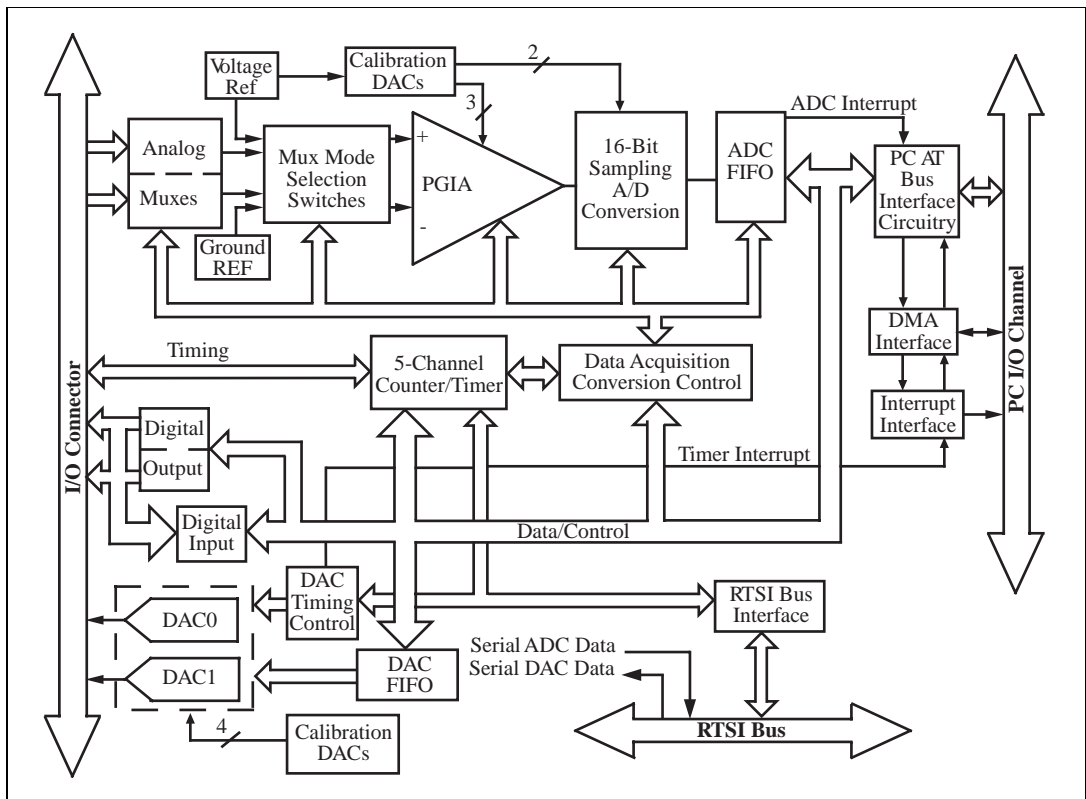 Voltage
Ref
Calibration
DACs
2
3
ADC Interrupt
Analog
Muxes
Mux Mode
Selection
Switches
+
PGIA
-
16-Bit
Sampling
A/D
Conversion
ADC
FIFO
PC AT
Bus
Interface
Circuitry
Ground
REF
DMA
Interface
Timing
5-Channel
Counter/Timer
Data Acquisition
Conversion Control
Interrupt
Interface
I/O Connector
PC I/O Channel
Digital
Output
Timer Interrupt
Digital
Input
Data/Control
DAC
Timing
Control
RTSI Bus
Interface
DAC0
DAC1
DAC
FIFO
Serial ADC Data
Serial DAC Data
4
Calibration
DACs
RTSI Bus